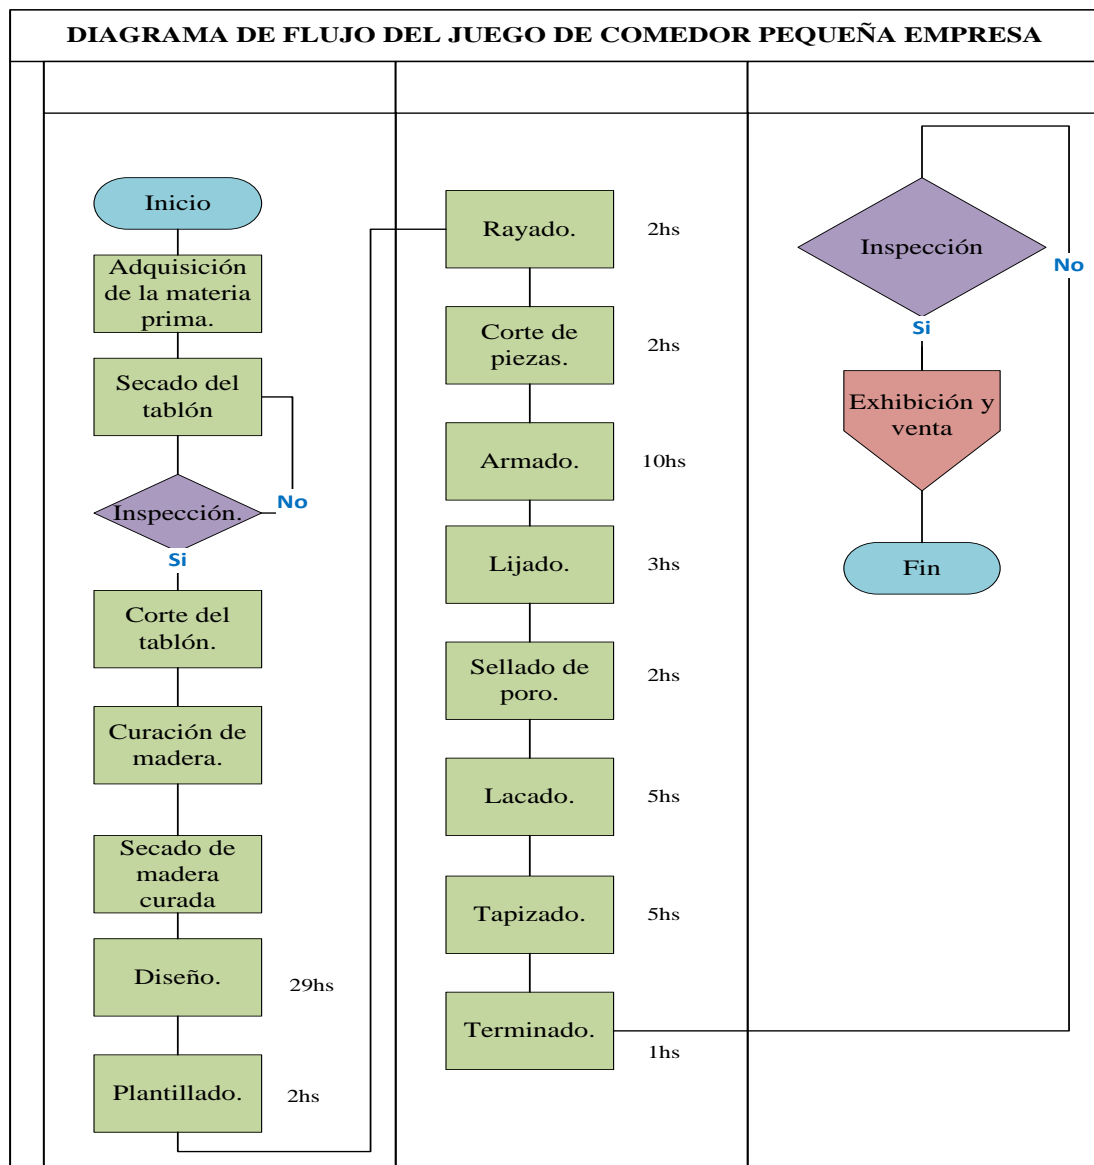 DIAGRAMA DE FLUJO DEL JUEGO DE COMEDOR PEQUEÑA EMPRESA
Inicio
Adquisición
de la materia
prima.
Secado del
tablón
Inspección.
No
Si
Corte del
tablón.
Curación de
madera.
Secado de
madera
curada
Diseño.
29hs
Plantillado.
2hs
Rayado.
2hs
Corte de
piezas.
2hs
Armado.
10hs
Lijado.
3hs
Sellado de
poro.
2hs
Lacado.
5hs
Tapizado.
5hs
Terminado.
1hs
Inspección
No
Si
Exhibición y
venta
Fin